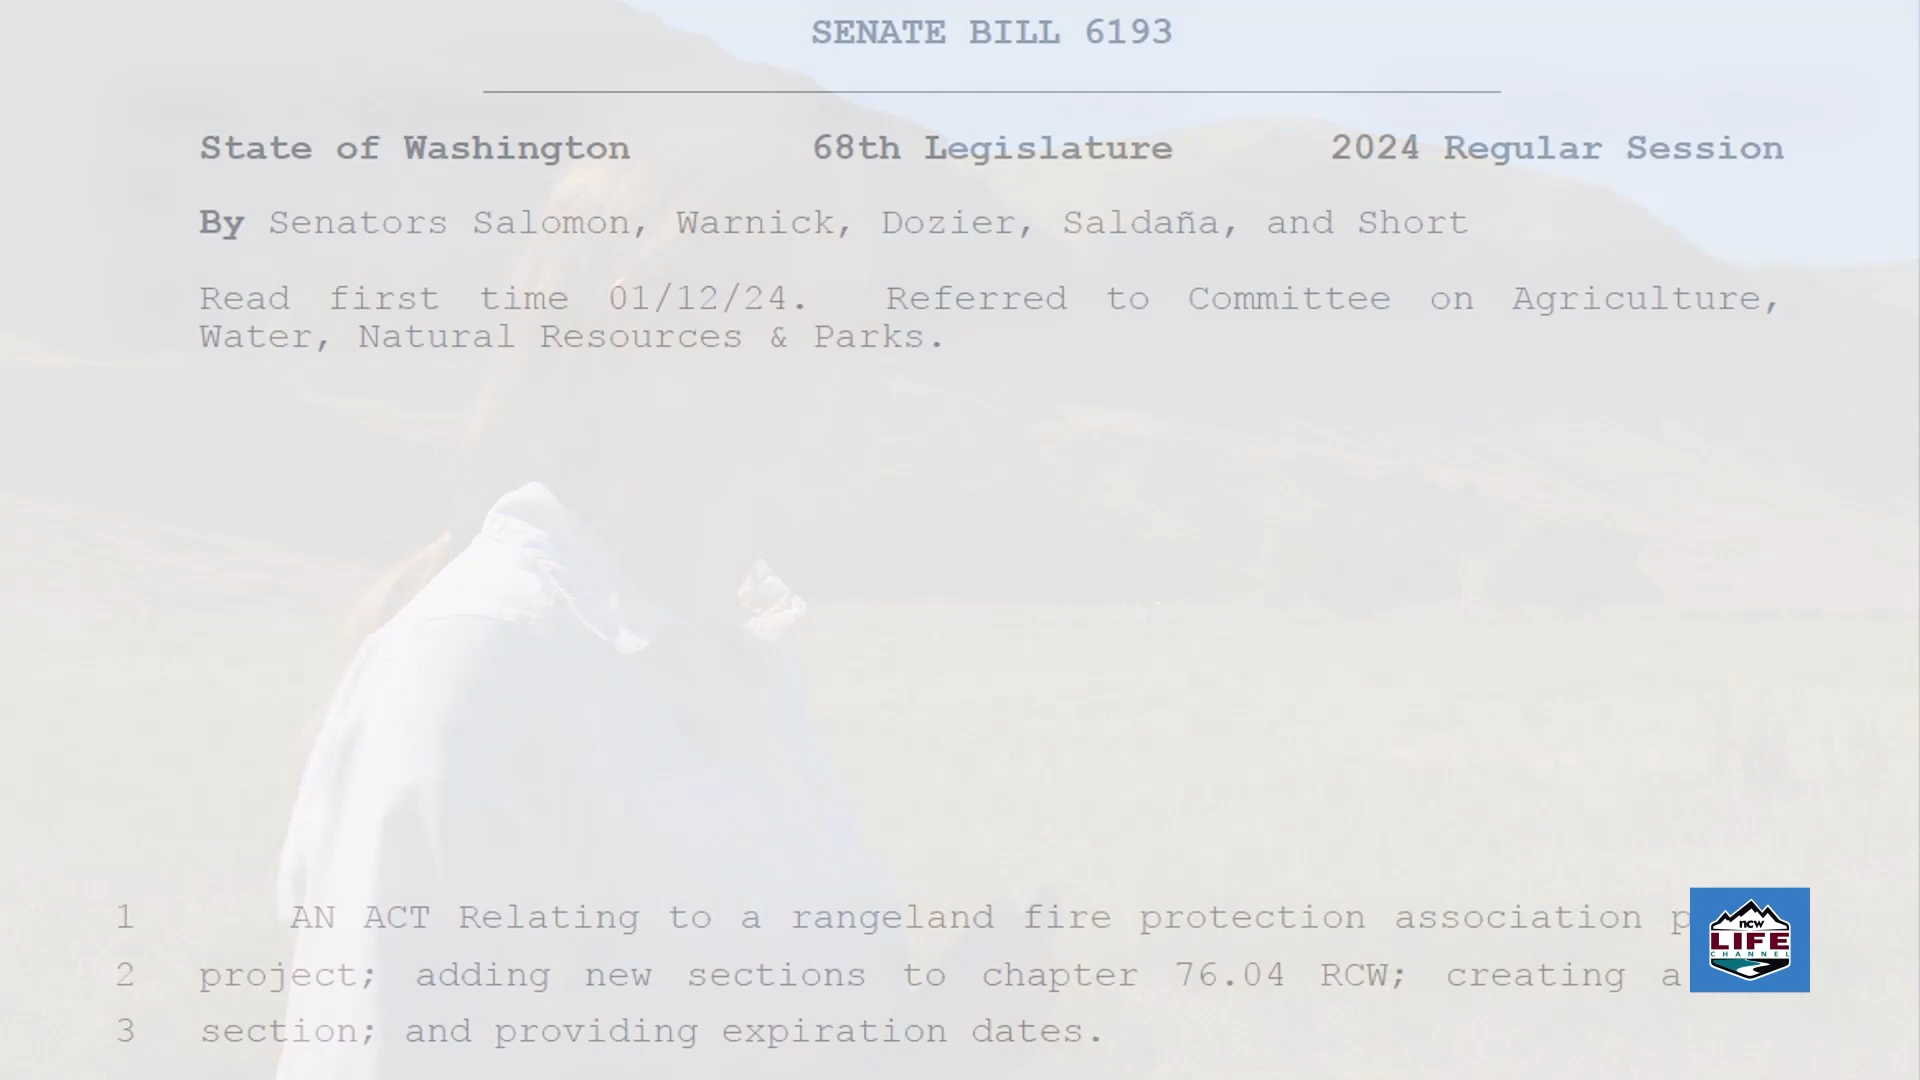 SENATE BILL 6193
State of Washington 68th Legislature 2024 Regular Session
By Senators Salomon, Warnick, Dozier, Saldaña, and Short
Read first time 01/12/24. Referred to Committee on Agriculture,
Water, Natural Resources & Parks.
1 AN ACT Relating to a rangeland fire protection association p
2 project; adding new sections to chapter 76.04 RCW; creating a
3 section; and providing expiration dates.
ncw
LIFE
CHANNEL